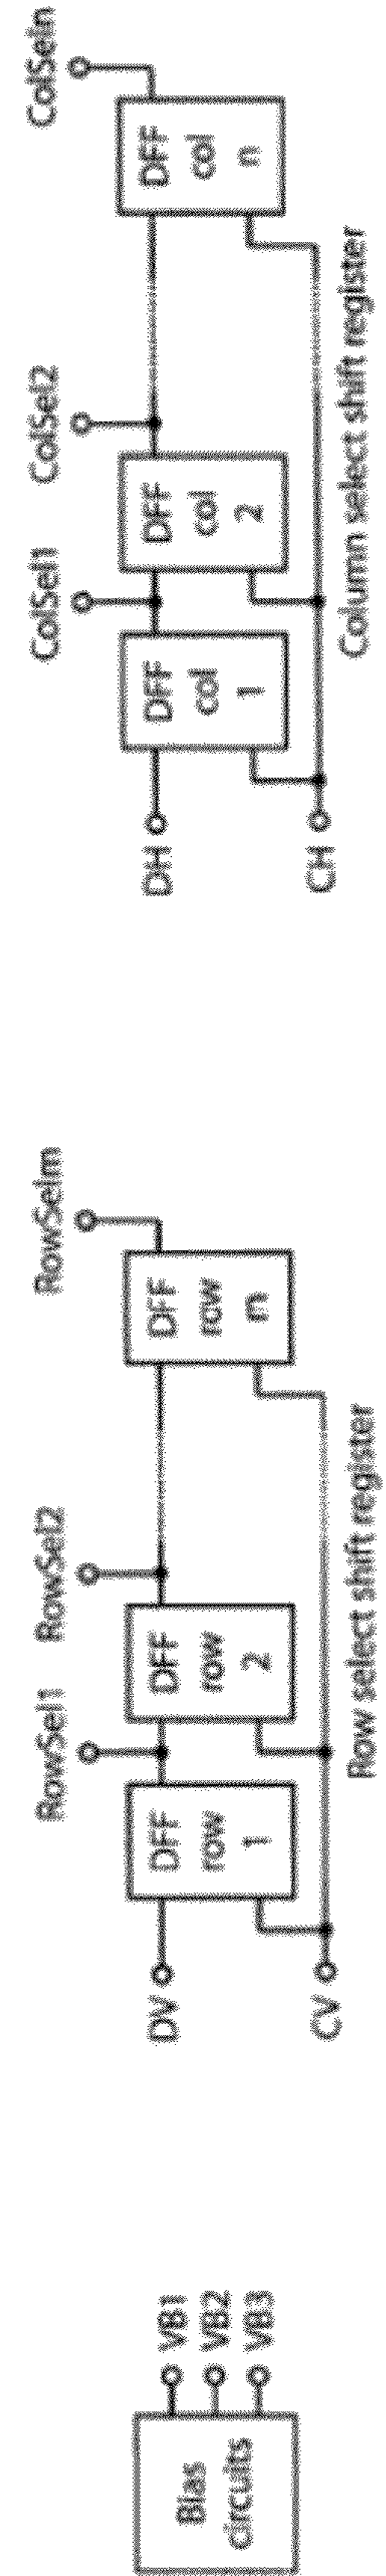 Bias
circuits
VB1
VB2
VB3
DV
CV
RowSel1
RowSel2
RowSelm
DFF
row
1
DFF
row
2
DFF
row
m
Row select shift register
DH
CH
ColSel1
ColSel2
ColSeln
DFF
col
1
DFF
col
2
DFF
col
n
Column select shift register